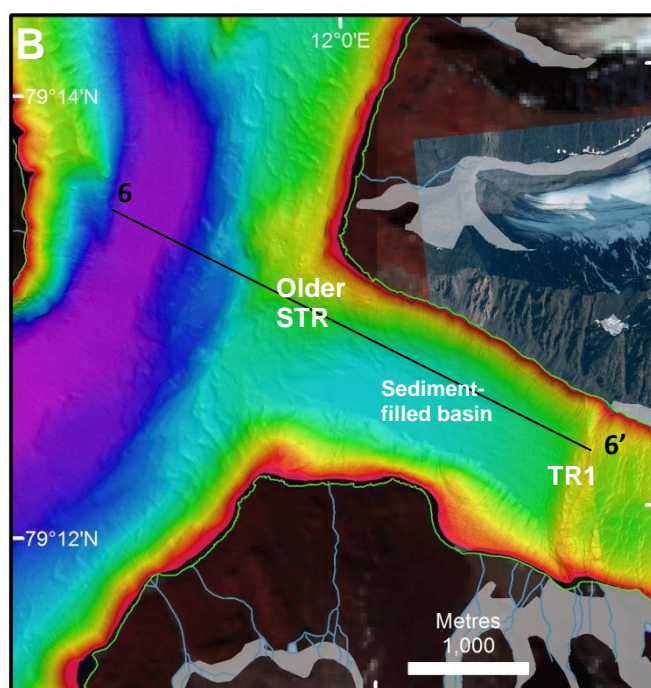 B
12°0'E
79°14'N
6
Older
STR
Sediment-
filled basin
6'
TR1
79°12'N
Metres
1,000